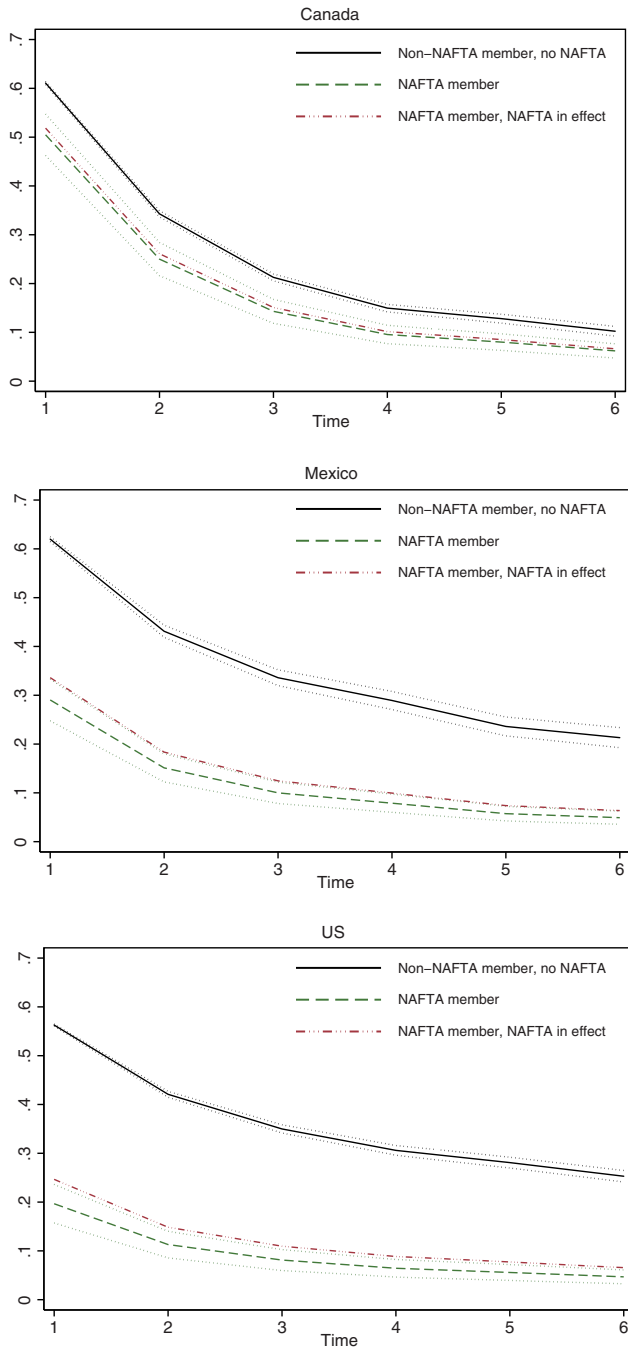 Canada
.7
.6
.5
.4
.3
.2
.1
0
Non−NAFTA member, no NAFTA
NAFTA member
NAFTA member, NAFTA in effect
1 2 3 4 5 6
Time
Mexico
.7
.6
.5
.4
.3
.2
.1
0
Non−NAFTA member, no NAFTA
NAFTA member
NAFTA member, NAFTA in effect
1 2 3 4 5 6
Time
US
.7
.6
.5
.4
.3
.2
.1
0
Non−NAFTA member, no NAFTA
NAFTA member
NAFTA member, NAFTA in effect
1 2 3 4 5 6
Time